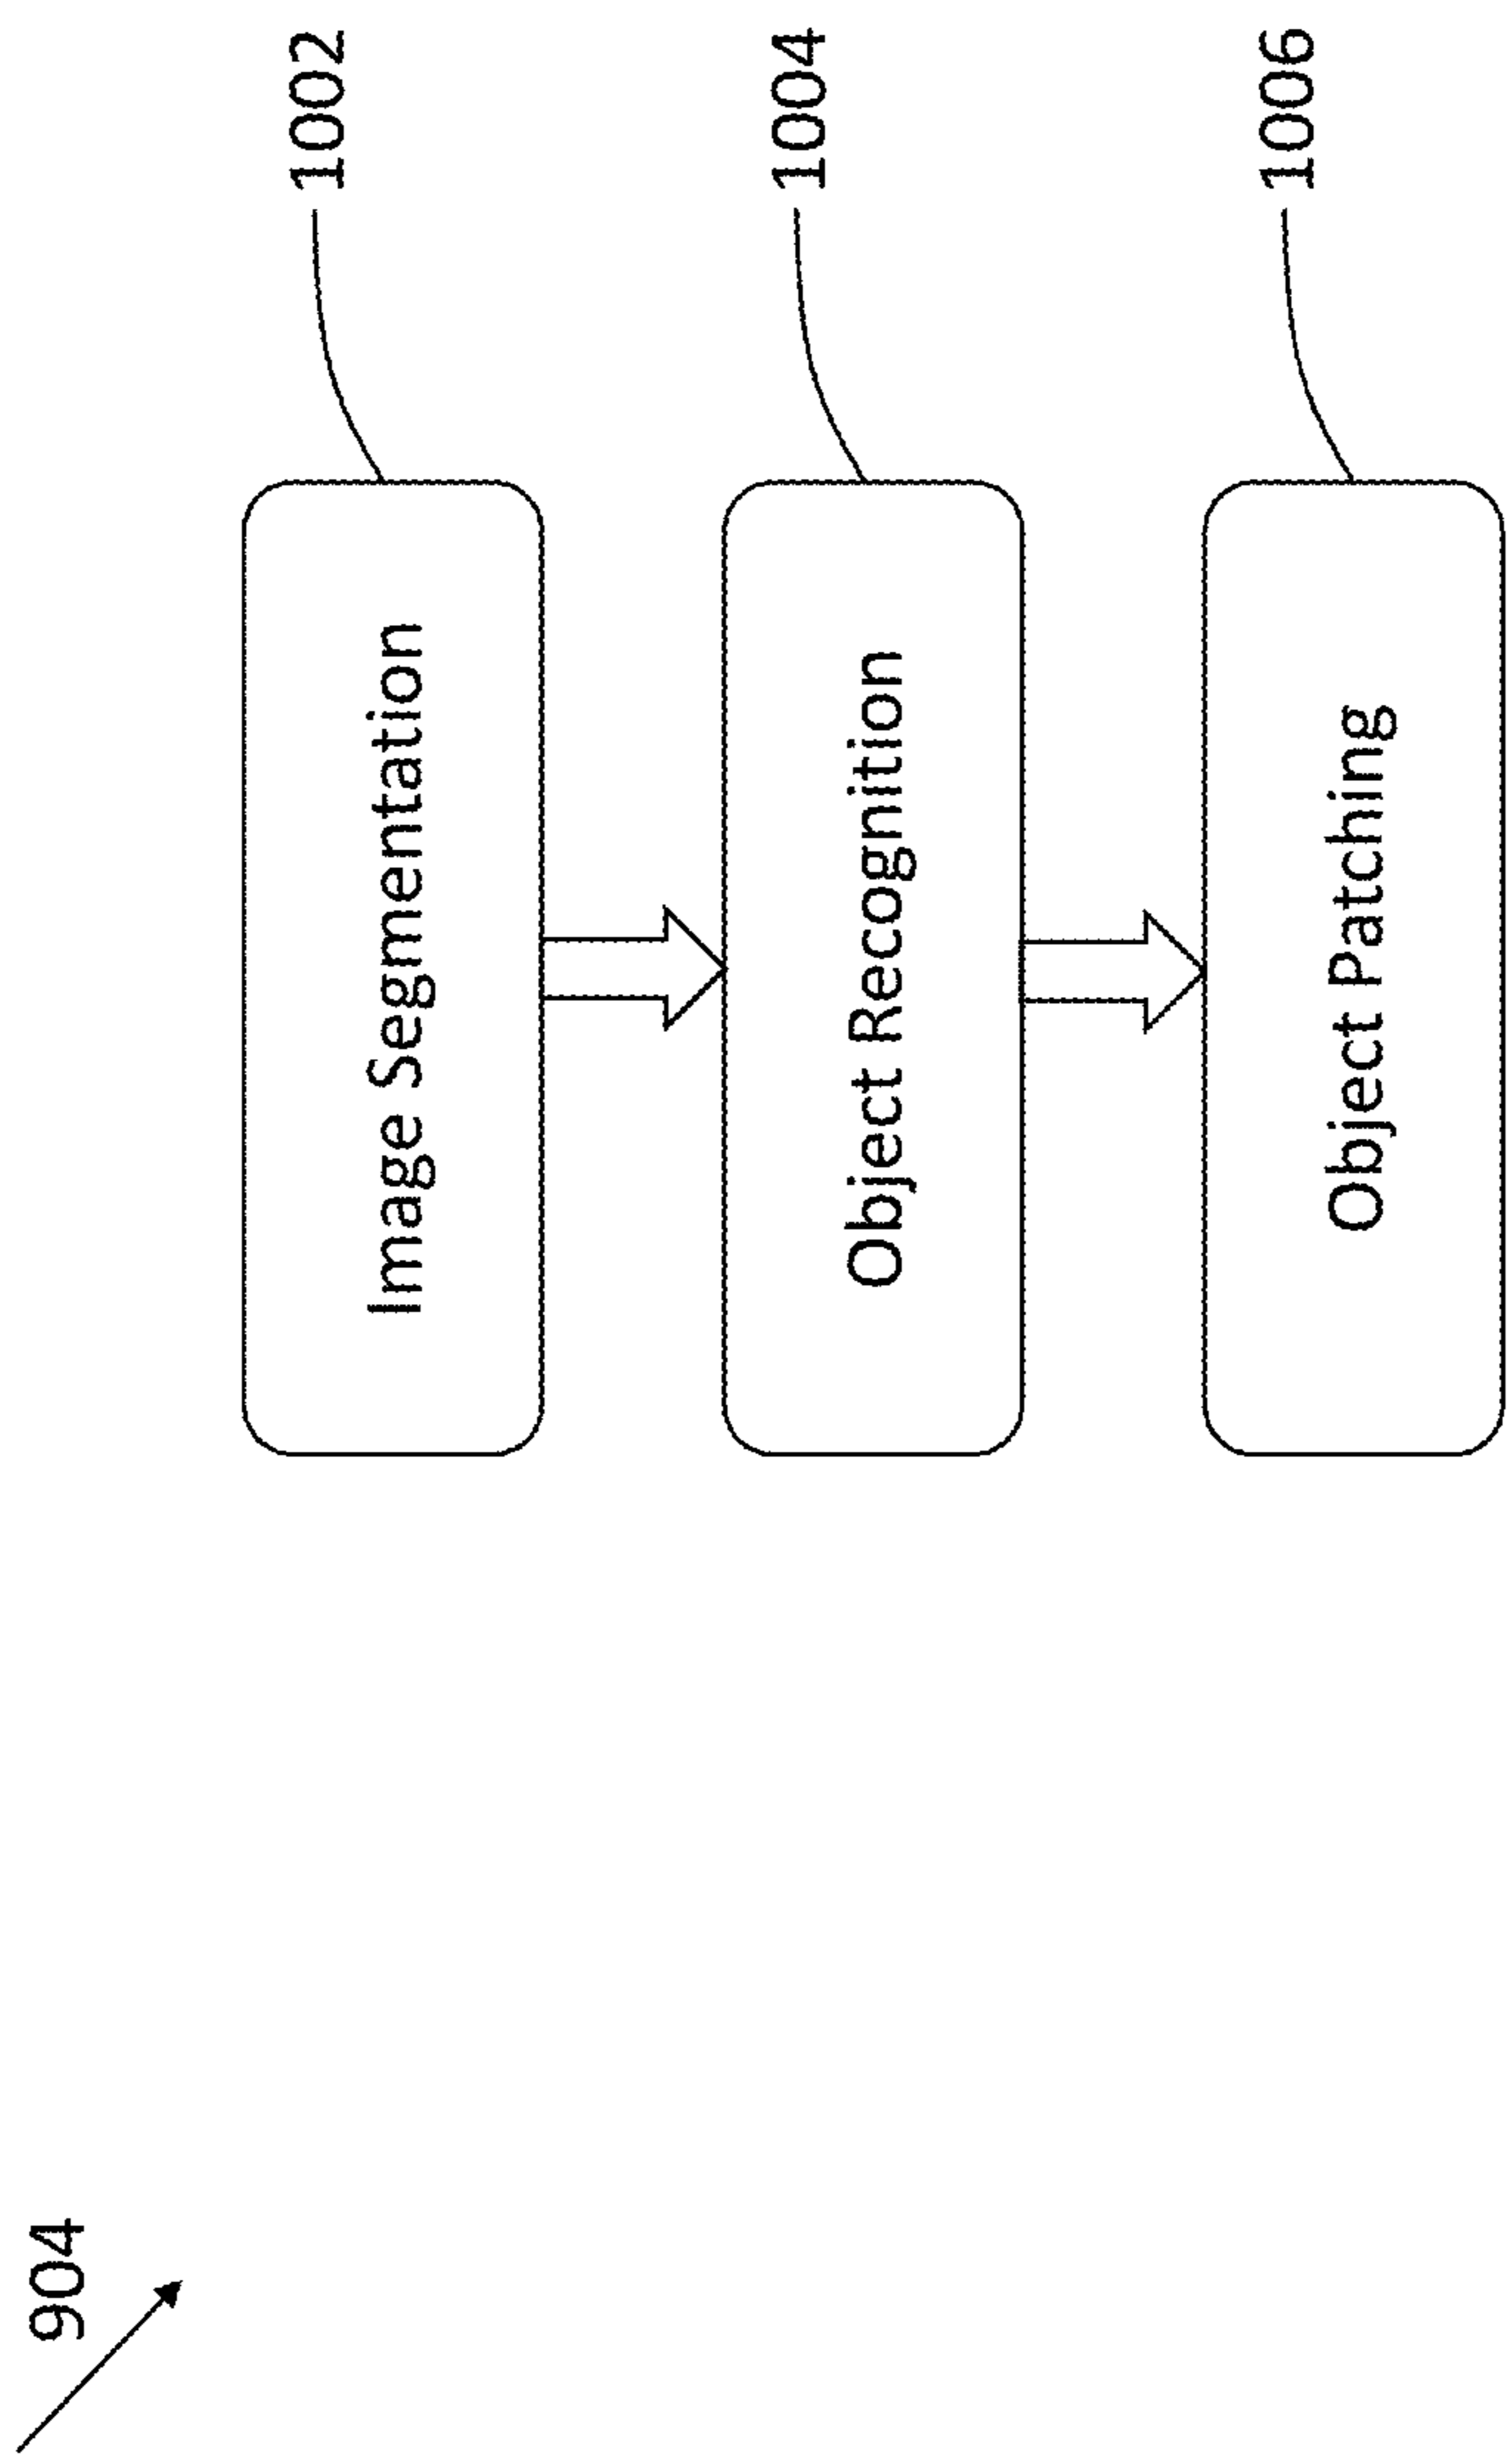 904
Image Segmentation
1002
Object Recognition
1004
Object Patching
1006